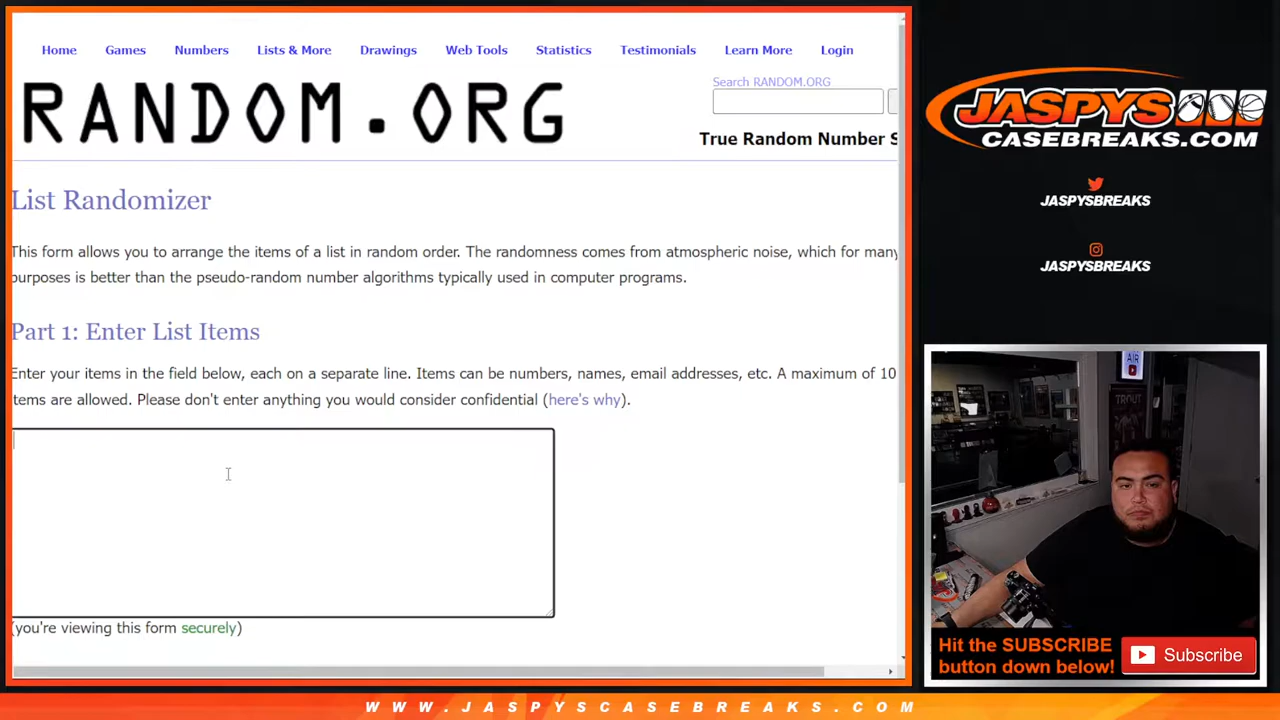 Home Games Numbers Lists & More Drawings Web Tools Statistics Testimonials Learn More Login
RANDOM.ORG
Search RANDOM.ORG
True Random Number S
List Randomizer
This form allows you to arrange the items of a list in random order. The randomness comes from atmospheric noise, which for many
purposes is better than the pseudo-random number algorithms typically used in computer programs.
Part 1: Enter List Items
Enter your items in the field below, each on a separate line. Items can be numbers, names, email addresses, etc. A maximum of 10
items are allowed. Please don't enter anything you would consider confidential (here's why).
(you're viewing this form securely)
JASPYS
CASEBREAKS.COM
JASPYSBREAKS
JASPYSBREAKS
AIR
TROUT
Hit the SUBSCRIBE
button down below!
Subscribe
WWW.JASPYSCASEBREAKS.COM